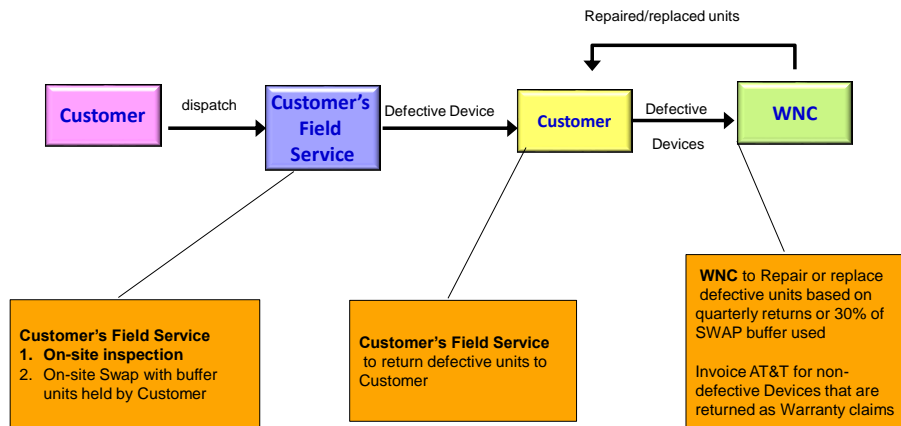 Repaired/replaced units
Customer
dispatch
Customer's
Field
Service
Defective Device
Customer
Defective
Devices
WNC
Customer's Field Service
1. On-site inspection
2. On-site Swap with buffer
units held by Customer
Customer's Field Service
to return defective units to
Customer
WNC to Repair or replace
defective units based on
quarterly returns or 30% of
SWAP buffer used
Invoice AT&T for non-
defective Devices that are
returned as Warranty claims